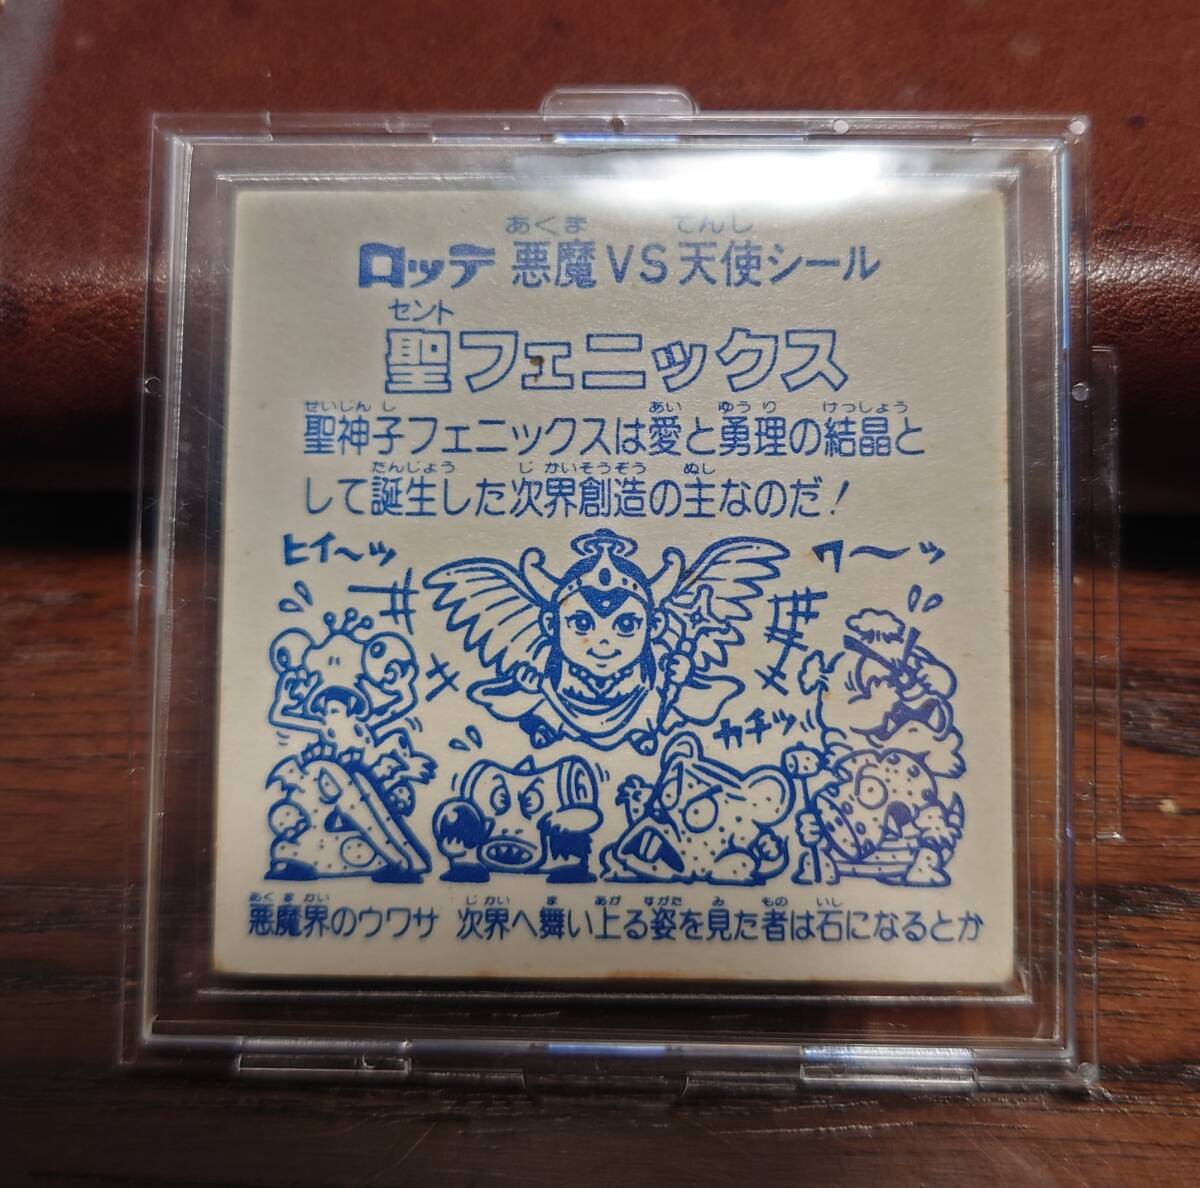 あくま てんし
ロッテ 悪魔VS天使シール
セント
聖フェニックス
せいじんし あい ゆうり けっしょう
聖神子フェニックスは愛と勇理の結晶と
たんじょう じかいそうぞう ぬし
して誕生した次界創造の主なのだ!
ヒイ〜ッ
ワ〜ッ
カチッ
あくまかい じかい ま あが すがた み もの いし
悪魔界のウワサ 次界へ舞い上る姿を見た者は石になるとか